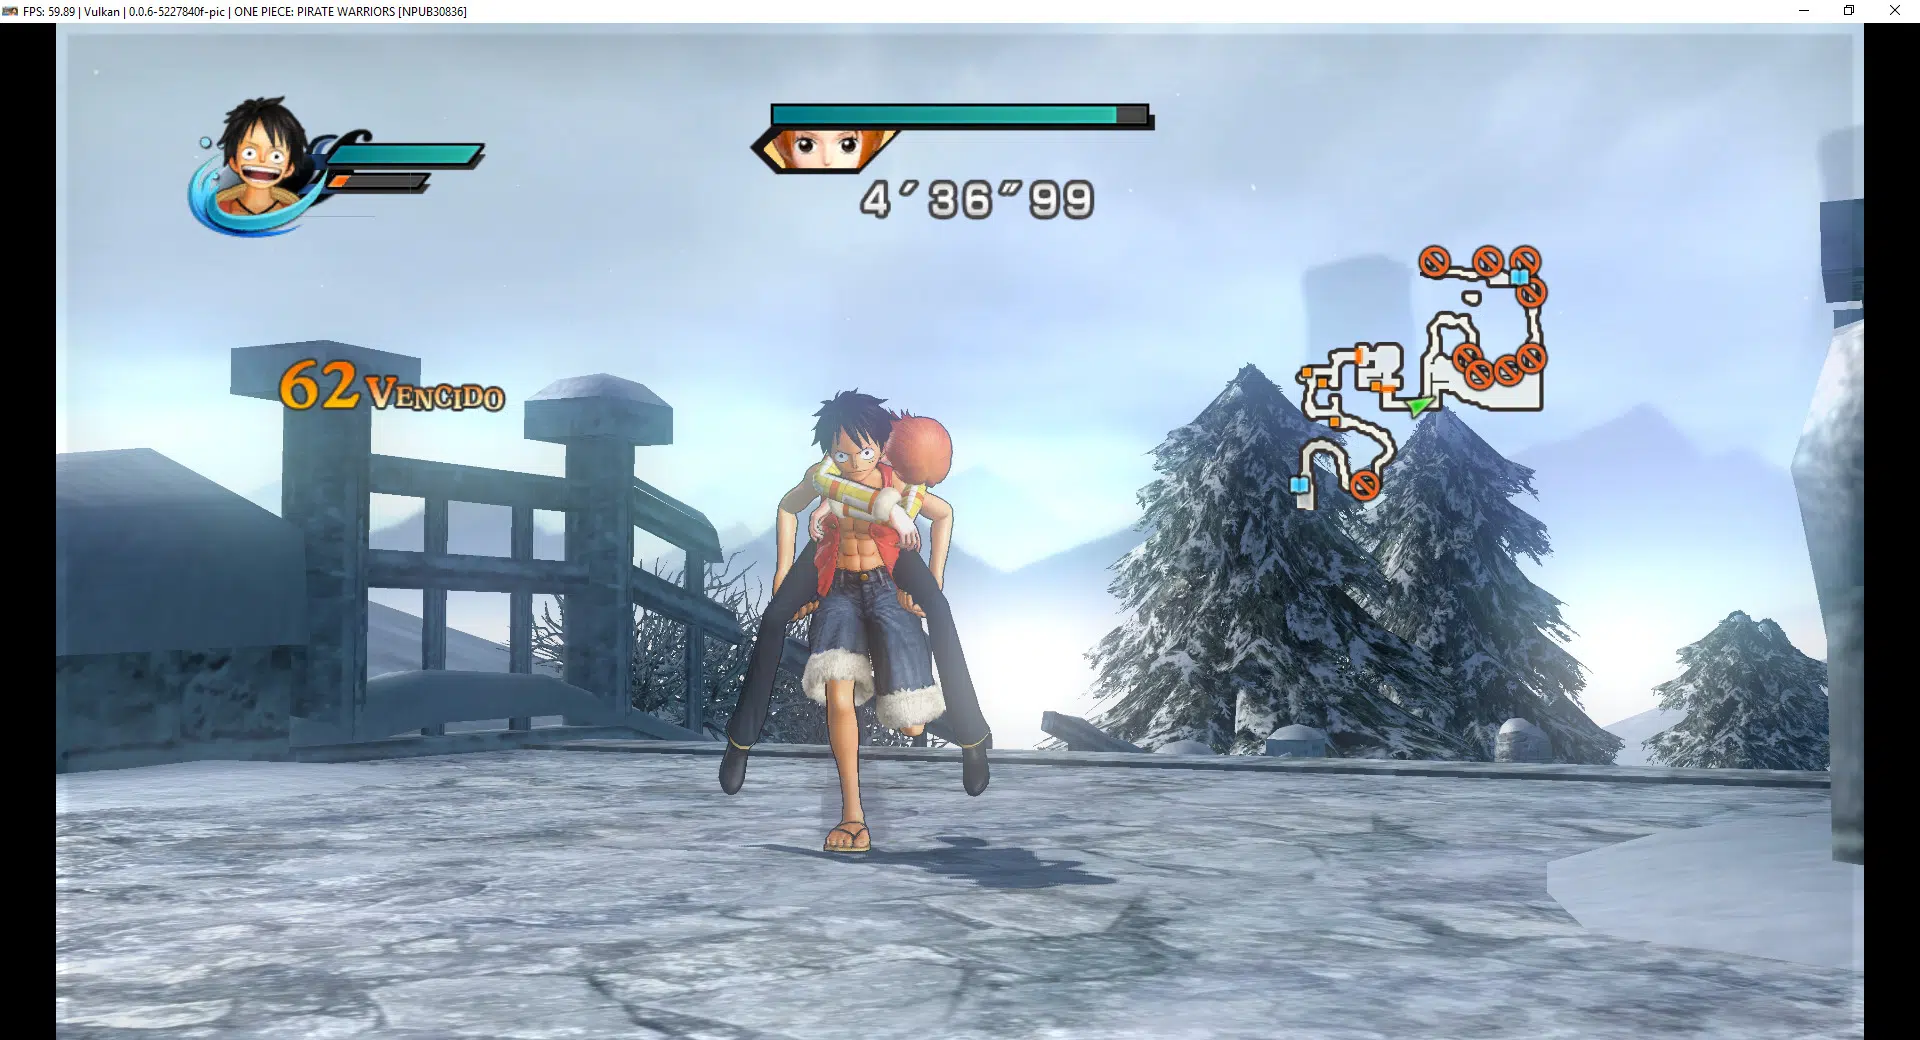 FPS: 59.89 | Vulkan | 0.0.6-5227840f-pic | ONE PIECE: PIRATE WARRIORS [NPUB30836]
4´36˝99
62 VENCIDO